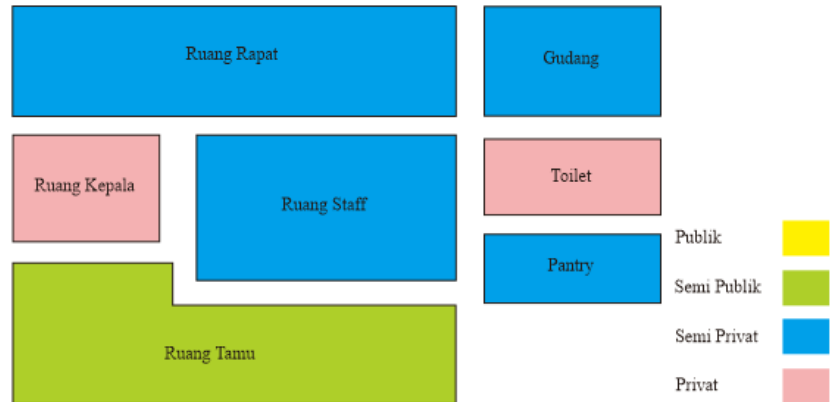 Ruang Rapat
Gudang
Ruang Kepala
Ruang Staff
Toilet
Pantry
Ruang Tamu
Publik
Semi Publik
Semi Privat
Privat